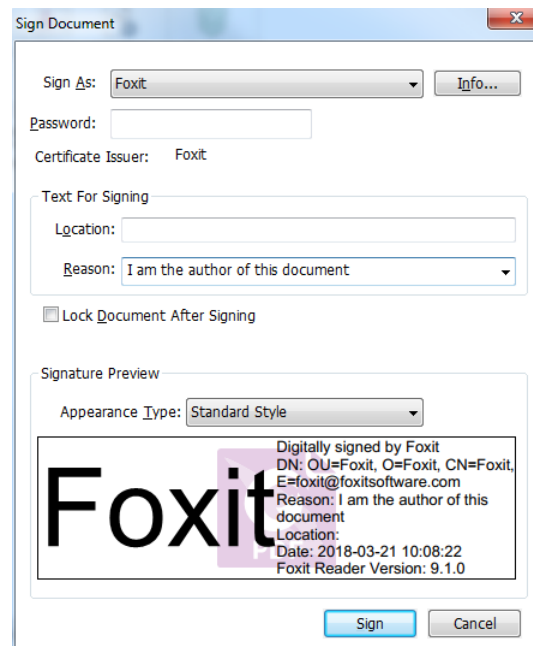 Sign Document
Sign As: Foxit Info...
Password:
Certificate Issuer: Foxit
Text For Signing
Location:
Reason: I am the author of this document
Lock Document After Signing
Signature Preview
Appearance Type: Standard Style
Foxit
Digitally signed by Foxit
DN: OU=Foxit, O=Foxit, CN=Foxit,
E=foxit@foxitsoftware.com
Reason: I am the author of this
document
Location:
Date: 2018-03-21 10:08:22
Foxit Reader Version: 9.1.0
PDF
Sign Cancel